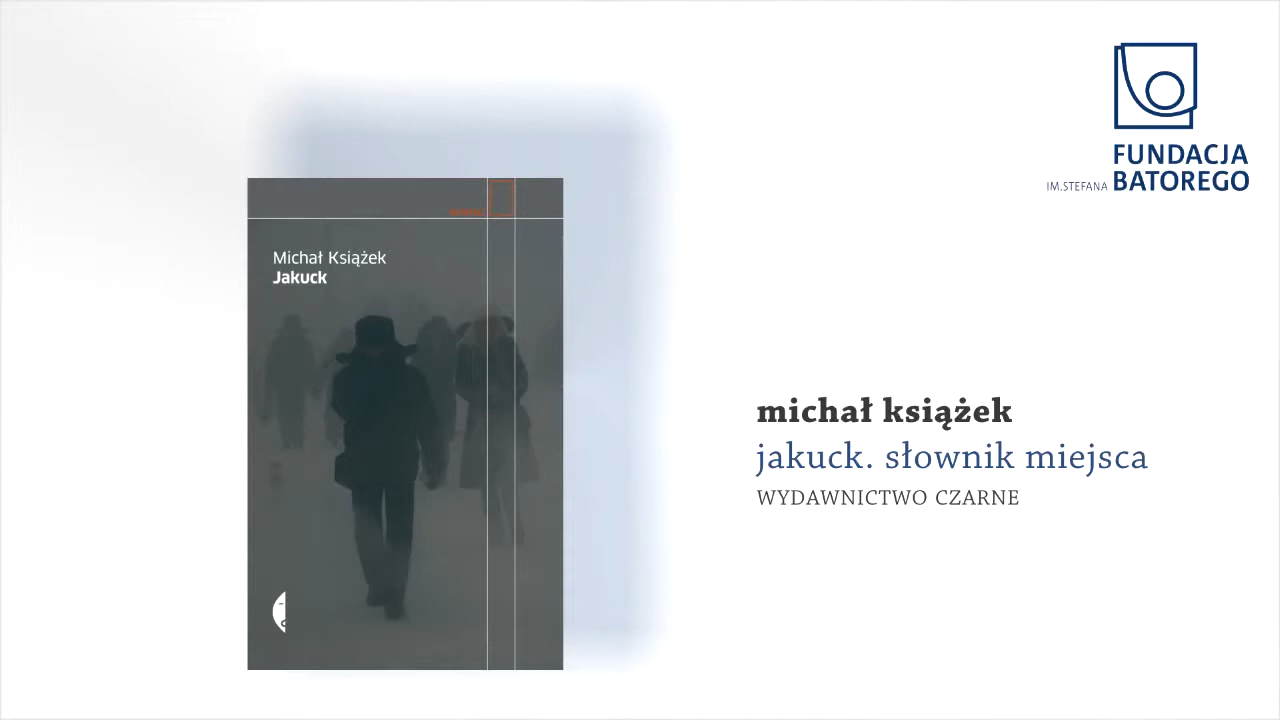 FUNDACJA
IM.STEFANA BATOREGO
Michał Książek
Jakuck
michał książek
jakuck. słownik miejsca
WYDAWNICTWO CZARNE